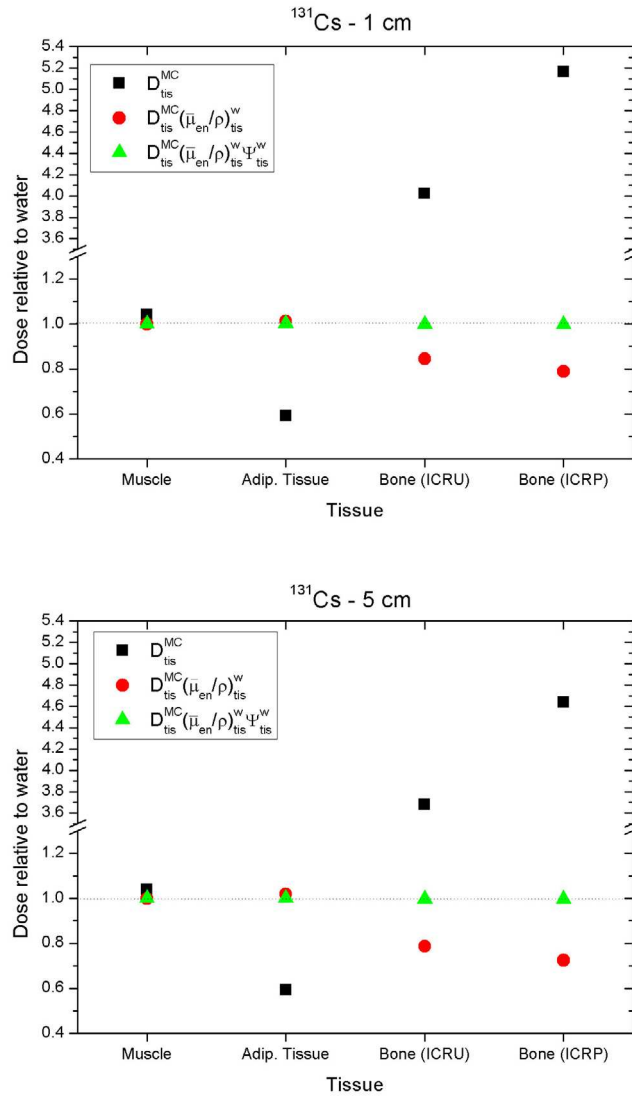 ¹³¹Cs - 1 cm
D_tis^MC
D_tis^MC(μ̄_en/ρ)_tis^w
D_tis^MC(μ̄_en/ρ)_tis^wΨ_tis^w
Dose relative to water
5.4
5.2
5.0
4.8
4.6
4.4
4.2
4.0
3.8
3.6
1.2
1.0
0.8
0.6
0.4
Muscle Adip. Tissue Bone (ICRU) Bone (ICRP)
Tissue
¹³¹Cs - 5 cm
D_tis^MC
D_tis^MC(μ̄_en/ρ)_tis^w
D_tis^MC(μ̄_en/ρ)_tis^wΨ_tis^w
Dose relative to water
5.4
5.2
5.0
4.8
4.6
4.4
4.2
4.0
3.8
3.6
1.2
1.0
0.8
0.6
0.4
Muscle Adip. Tissue Bone (ICRU) Bone (ICRP)
Tissue